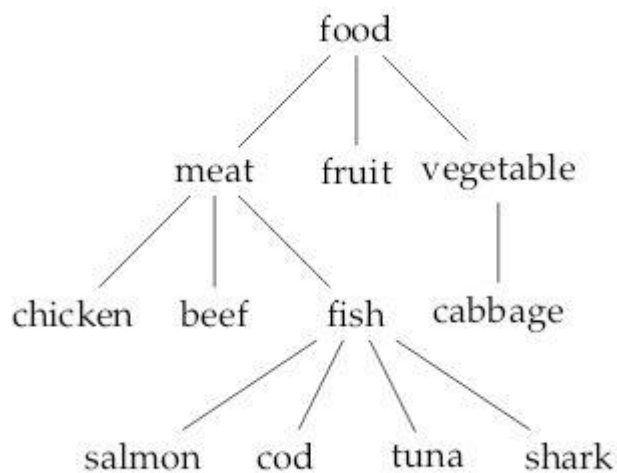 food
meat fruit vegetable
chicken beef fish cabbage
salmon cod tuna shark